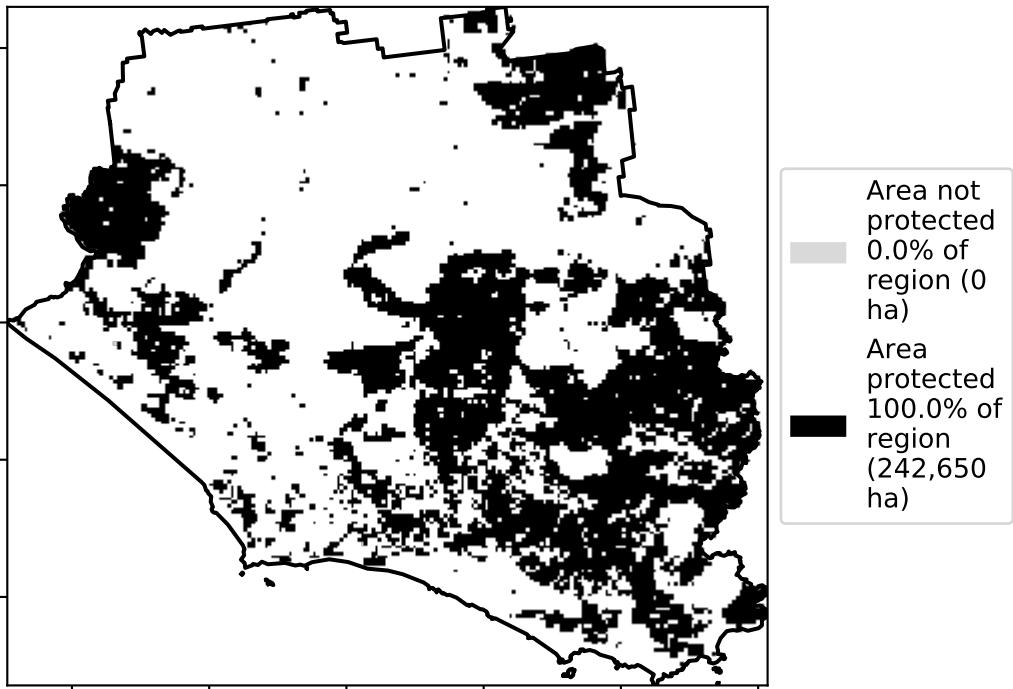 Area not
protected
0.0% of
region (0
ha)
Area
protected
100.0% of
region
(242,650
ha)